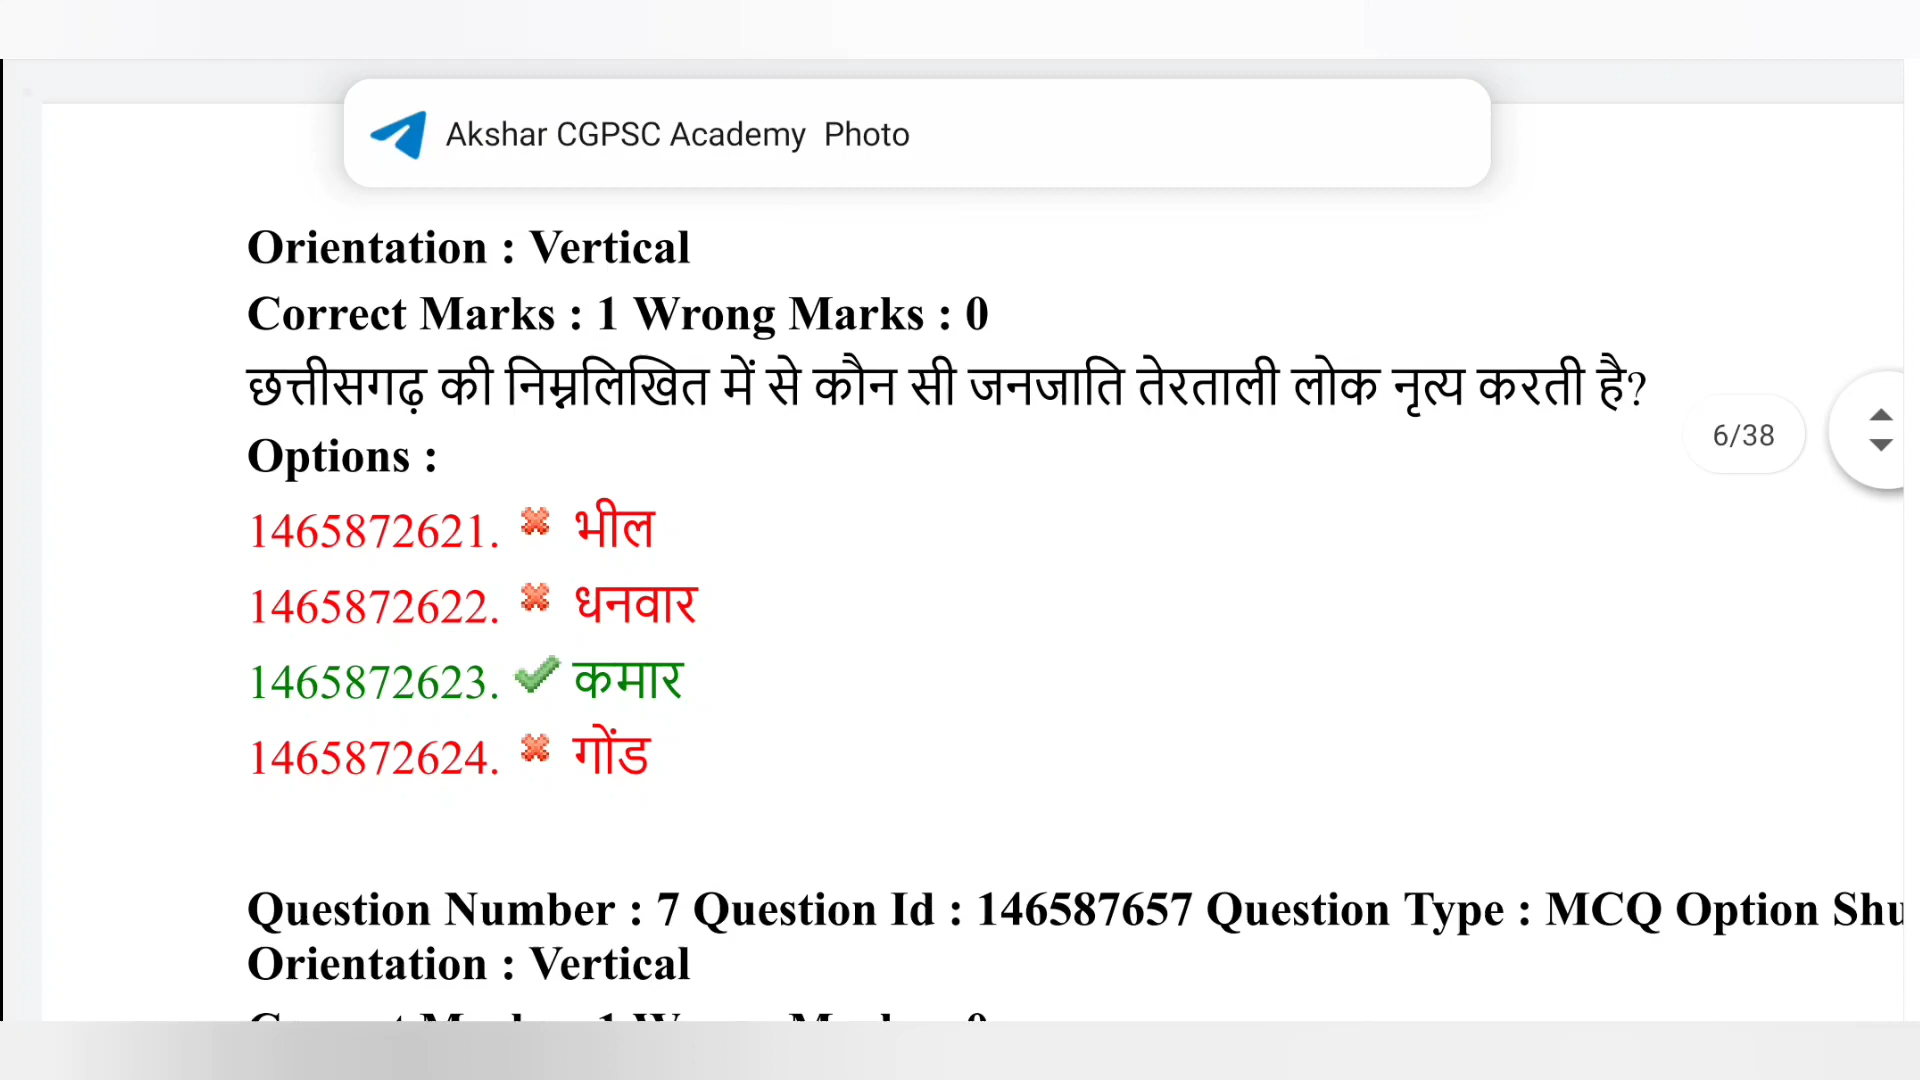 Akshar CGPSC Academy Photo
Orientation : Vertical
Correct Marks : 1 Wrong Marks : 0
छत्तीसगढ़ की निम्नलिखित में से कौन सी जनजाति तेरताली लोक नृत्य करती है?
6/38
Options :
1465872621. भील
1465872622. धनवार
1465872623. कमार
1465872624. गोंड
Question Number : 7 Question Id : 146587657 Question Type : MCQ Option
Orientation : Vertical